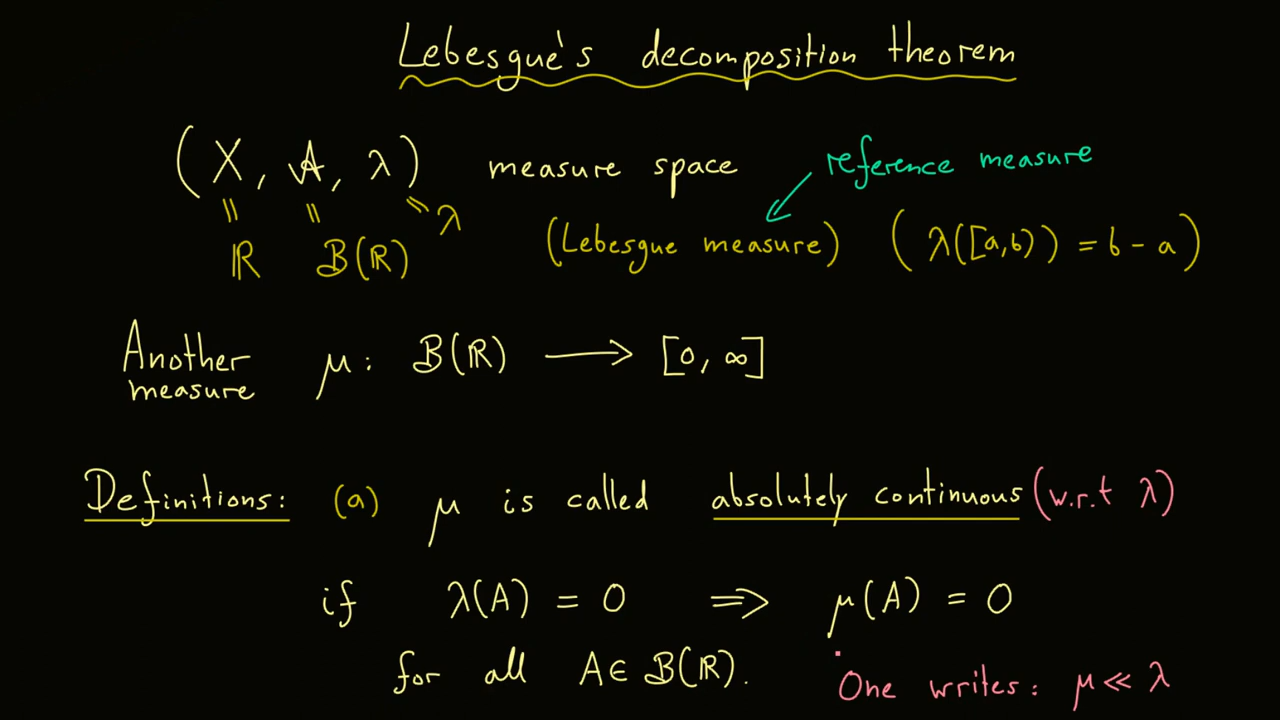 Lebesgue's decomposition theorem
(X, A, λ) measure space reference measure
= = = λ (Lebesgue measure) (λ([a,b)) = b - a)
ℝ B(ℝ)
Another measure μ: B(ℝ) ⟶ [0, ∞]
Definitions: (a) μ is called absolutely continuous (w.r.t λ)
if λ(A) = 0 ⟹ μ(A) = 0
for all A ∈ B(ℝ). One writes: μ ≪ λ